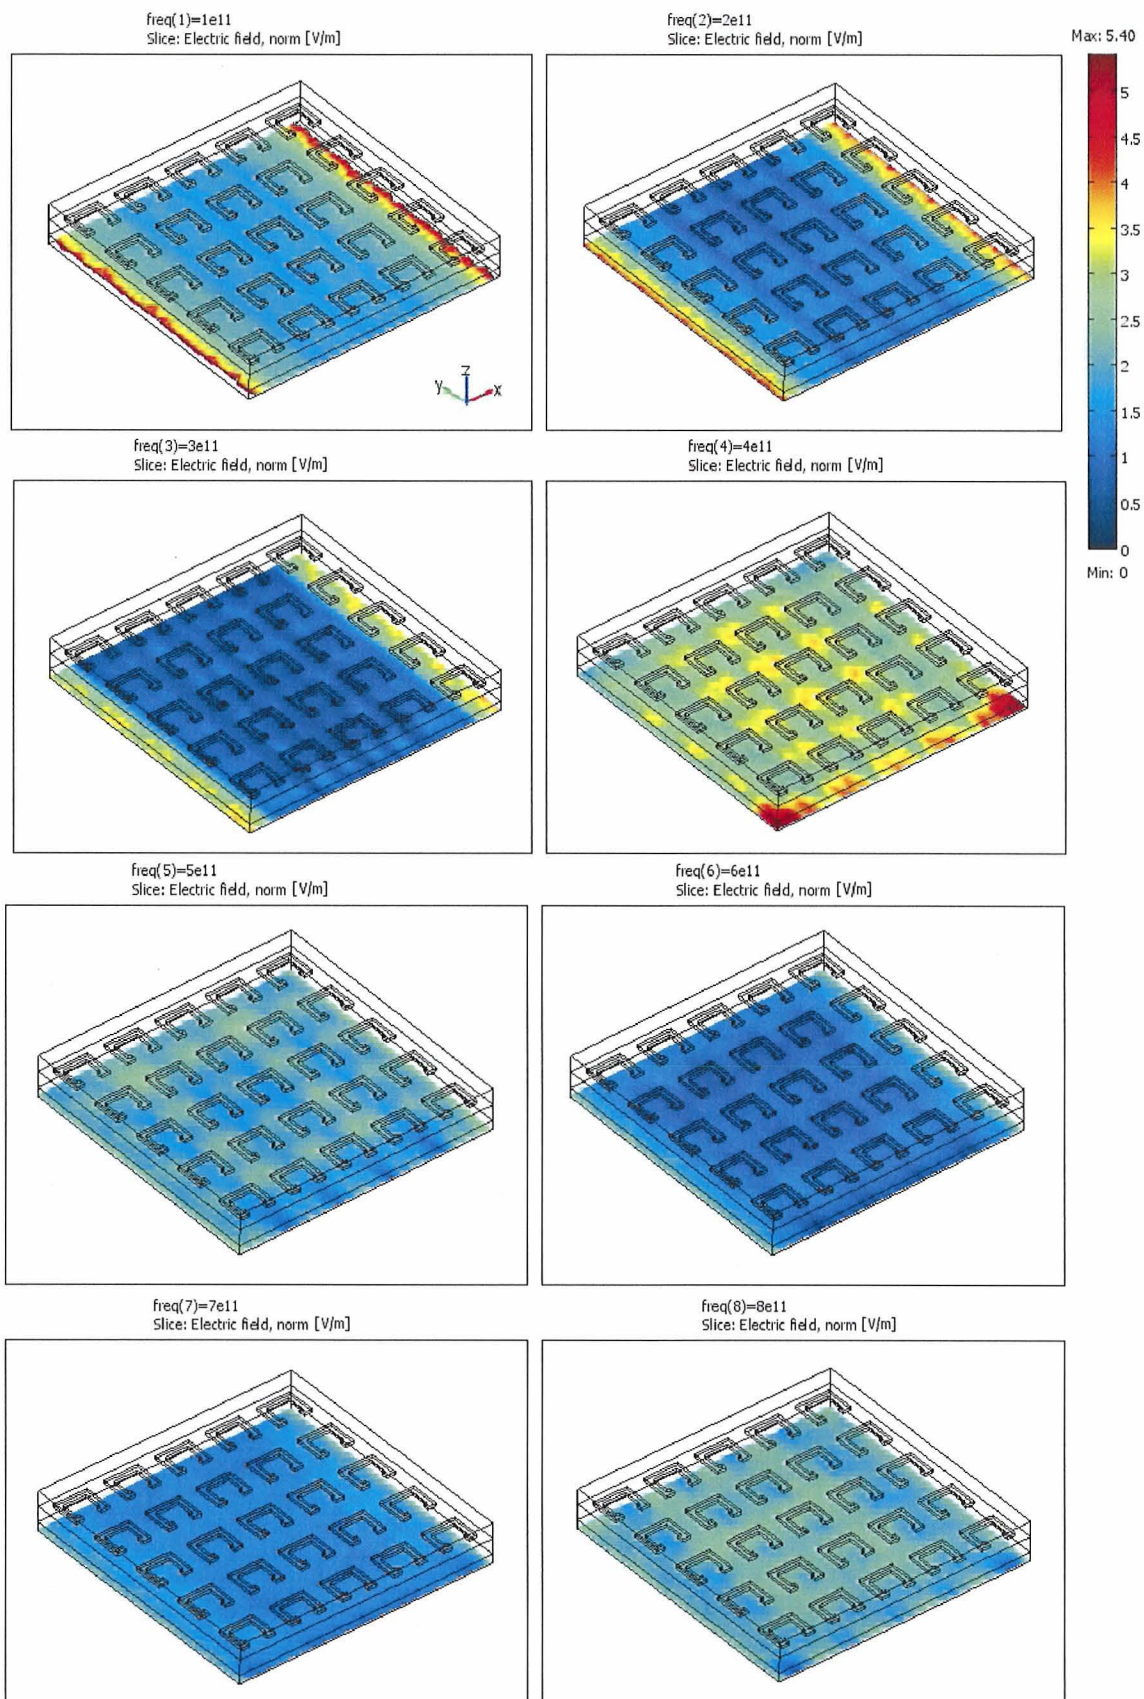 freq(1)=1e11
Slice: Electric field, norm [V/m]
freq(2)=2e11
Slice: Electric field, norm [V/m]
Max: 5.40
5
4.5
4
3.5
3
2.5
2
1.5
1
0.5
0
Min: 0
y
z
x
freq(3)=3e11
Slice: Electric field, norm [V/m]
freq(4)=4e11
Slice: Electric field, norm [V/m]
freq(5)=5e11
Slice: Electric field, norm [V/m]
freq(6)=6e11
Slice: Electric field, norm [V/m]
freq(7)=7e11
Slice: Electric field, norm [V/m]
freq(8)=8e11
Slice: Electric field, norm [V/m]